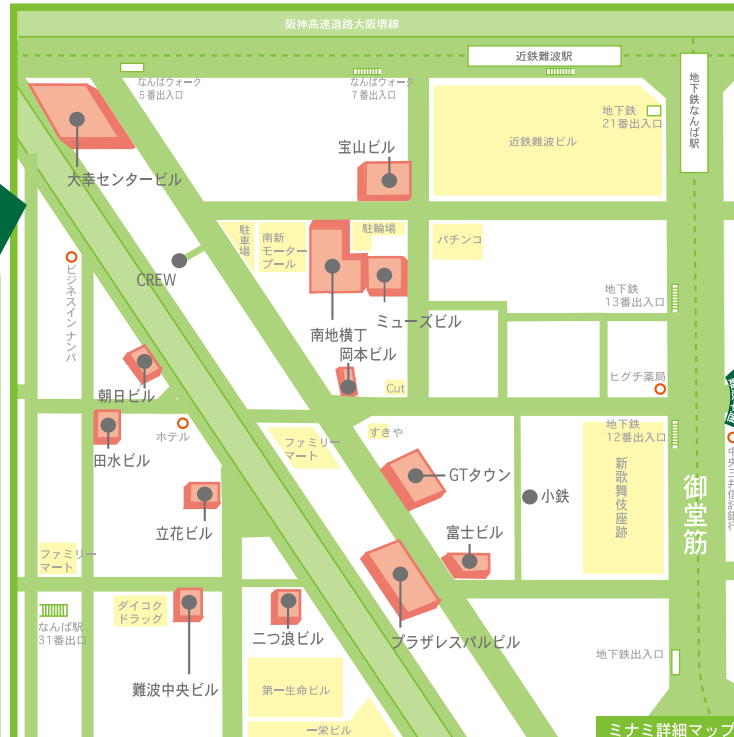 阪神高速道路大阪堺線
近鉄難波駅
地下鉄なんば駅
なんばウォーク
5番出入口
なんばウォーク
7番出入口
地下鉄
21番出入口
近鉄難波ビル
宝山ビル
大幸センタービル
駐車場
南新
モーター
プール
駐輪場
パチンコ
CREW
ビジネスインナンバ
地下鉄
13番出入口
ミューズビル
南地横丁
岡本ビル
朝日ビル
Cut
ヒグチ薬局
ホテル
ファミリー
マート
すきや
地下鉄
12番出入口
田水ビル
GTタウン
新歌舞伎座跡
中央三井信託銀行
小鉄
御堂筋
立花ビル
富士ビル
ファミリー
マート
ダイコク
ドラッグ
なんば駅
31番出口
二つ浪ビル
プラザレスパルビル
地下鉄出入口
難波中央ビル
第一生命ビル
一栄ビル
ミナミ詳細マップ